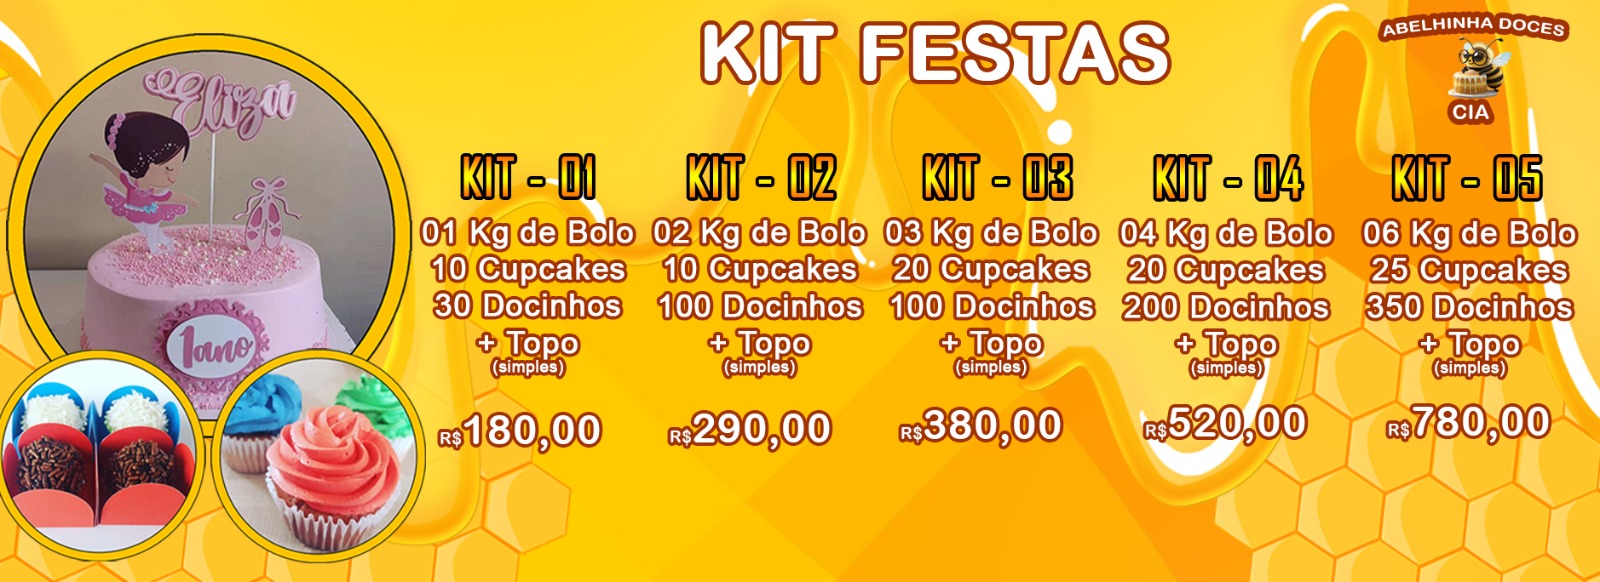 KIT FESTAS
ABELHINHA DOCES
CIA
Eliza
1ano
KIT - 01
01 Kg de Bolo
10 Cupcakes
30 Docinhos
+ Topo
(simples)
R$180,00
KIT - 02
02 Kg de Bolo
10 Cupcakes
100 Docinhos
+ Topo
(simples)
R$290,00
KIT - 03
03 Kg de Bolo
20 Cupcakes
100 Docinhos
+ Topo
(simples)
R$380,00
KIT - 04
04 Kg de Bolo
20 Cupcakes
200 Docinhos
+ Topo
(simples)
R$520,00
KIT - 05
06 Kg de Bolo
25 Cupcakes
350 Docinhos
+ Topo
(simples)
R$780,00